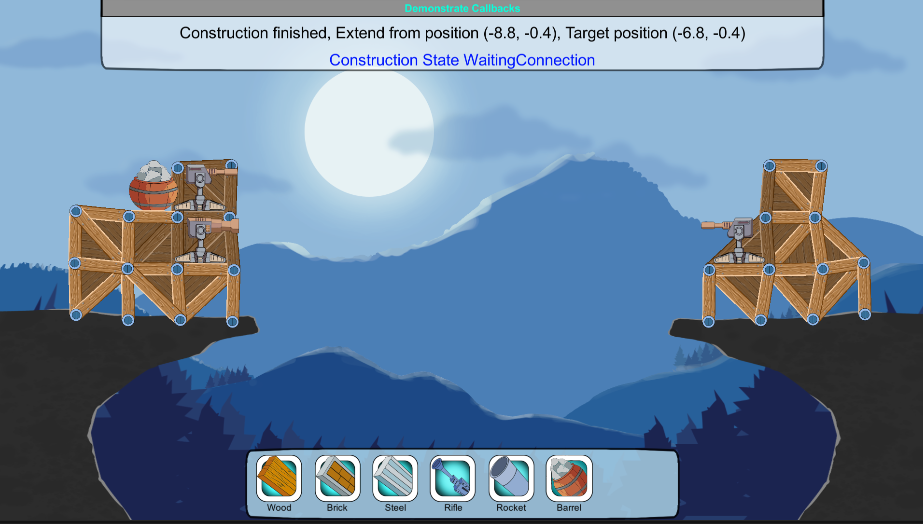 Demonstrate Callbacks
Construction finished, Extend from position (-8.8, -0.4), Target position (-6.8, -0.4)
Construction State WaitingConnection
Wood Brick Steel Rifle Rocket Barrel